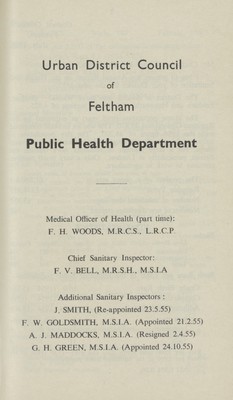 Urban District Council
of
Feltham
Public Health Department
Medical Officer of Health (part time):
F. H. WOODS, M.R.C.S., L.R.C.P
Chief Sanitary Inspector:
F. V. BELL, M.R.S.H., M.S.I.A
Additional Sanitary Inspectors :
J. SMITH, (Re-appointed 23.5.55)
F. W. GOLDSMITH, M.S.I.A. (Appointed 21.2.55)
A. J. MADDOCKS, M.S.I.A. (Resigned 2.4.55)
G. H. GREEN, M.S.I.A. (Appointed 24.10.55)